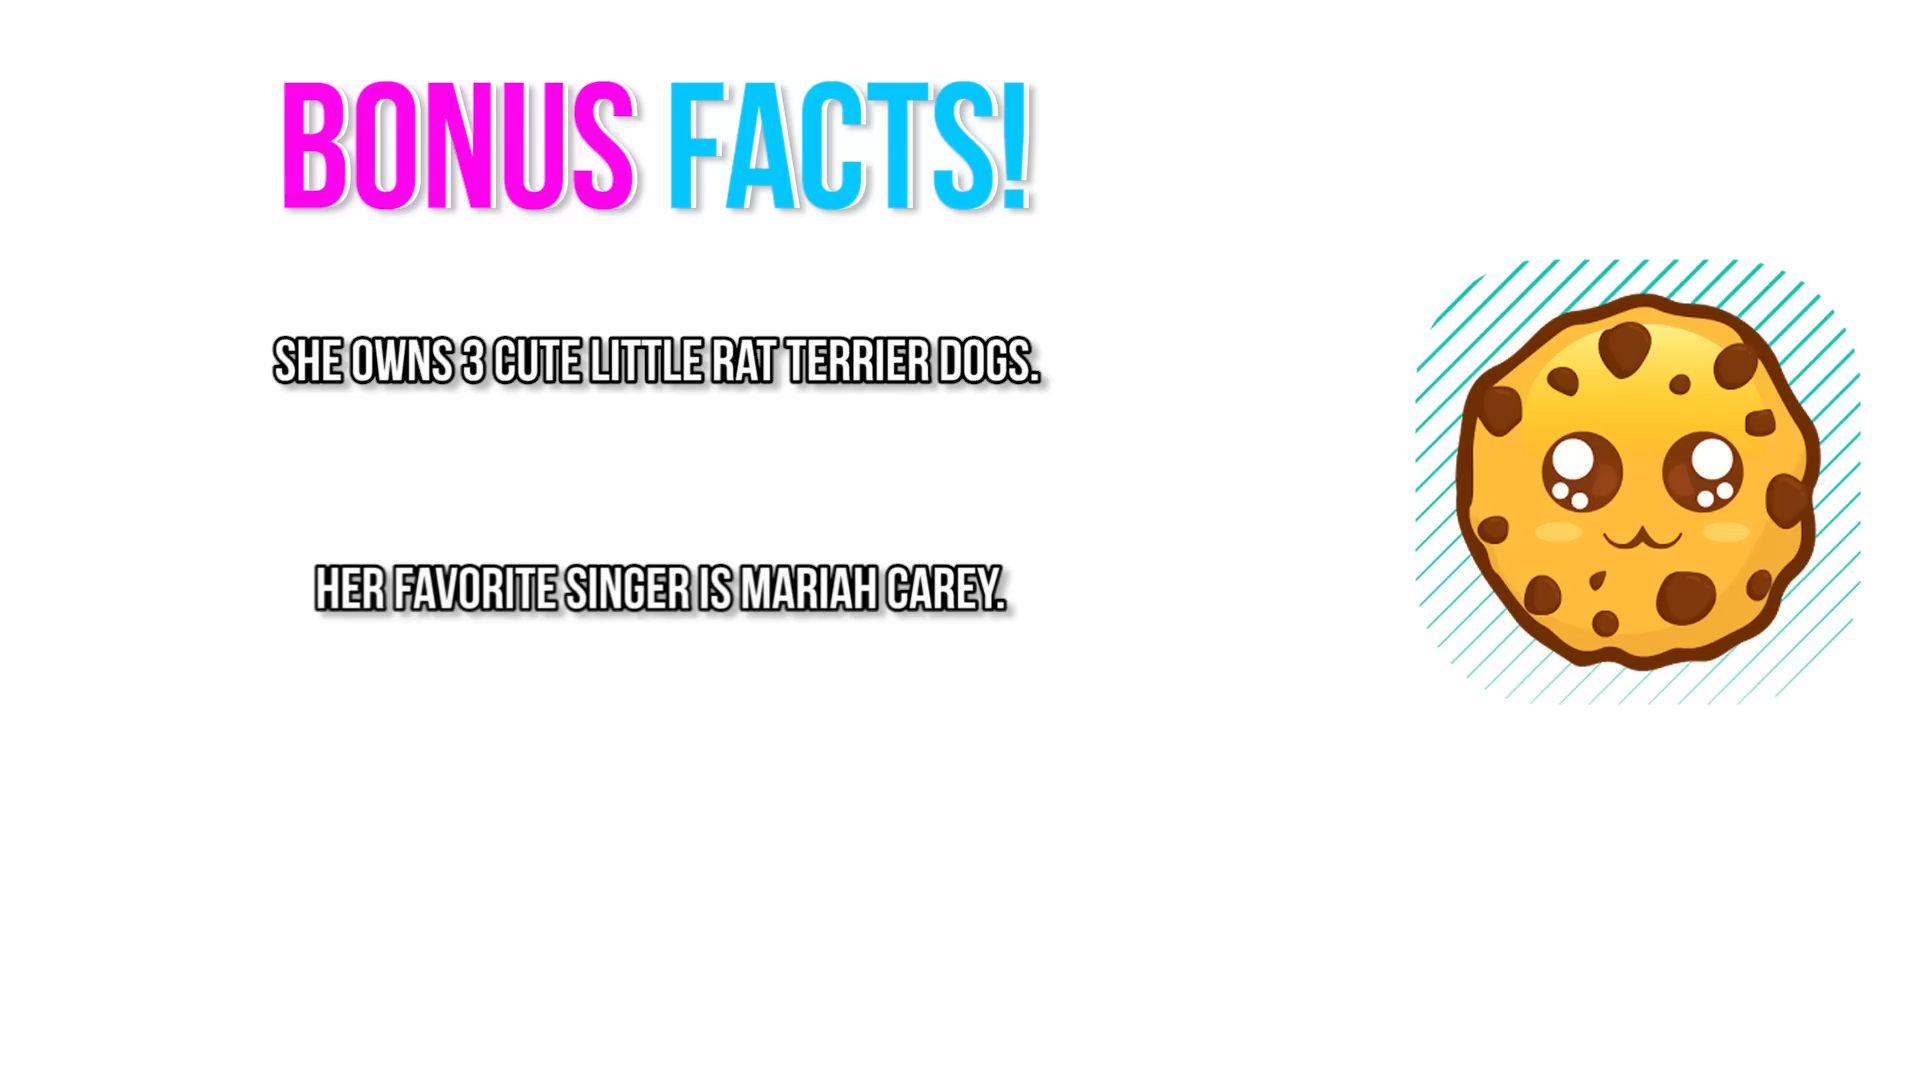 BONUS FACTS!
SHE OWNS 3 CUTE LITTLE RAT TERRIER DOGS.
HER FAVORITE SINGER IS MARIAH CAREY.